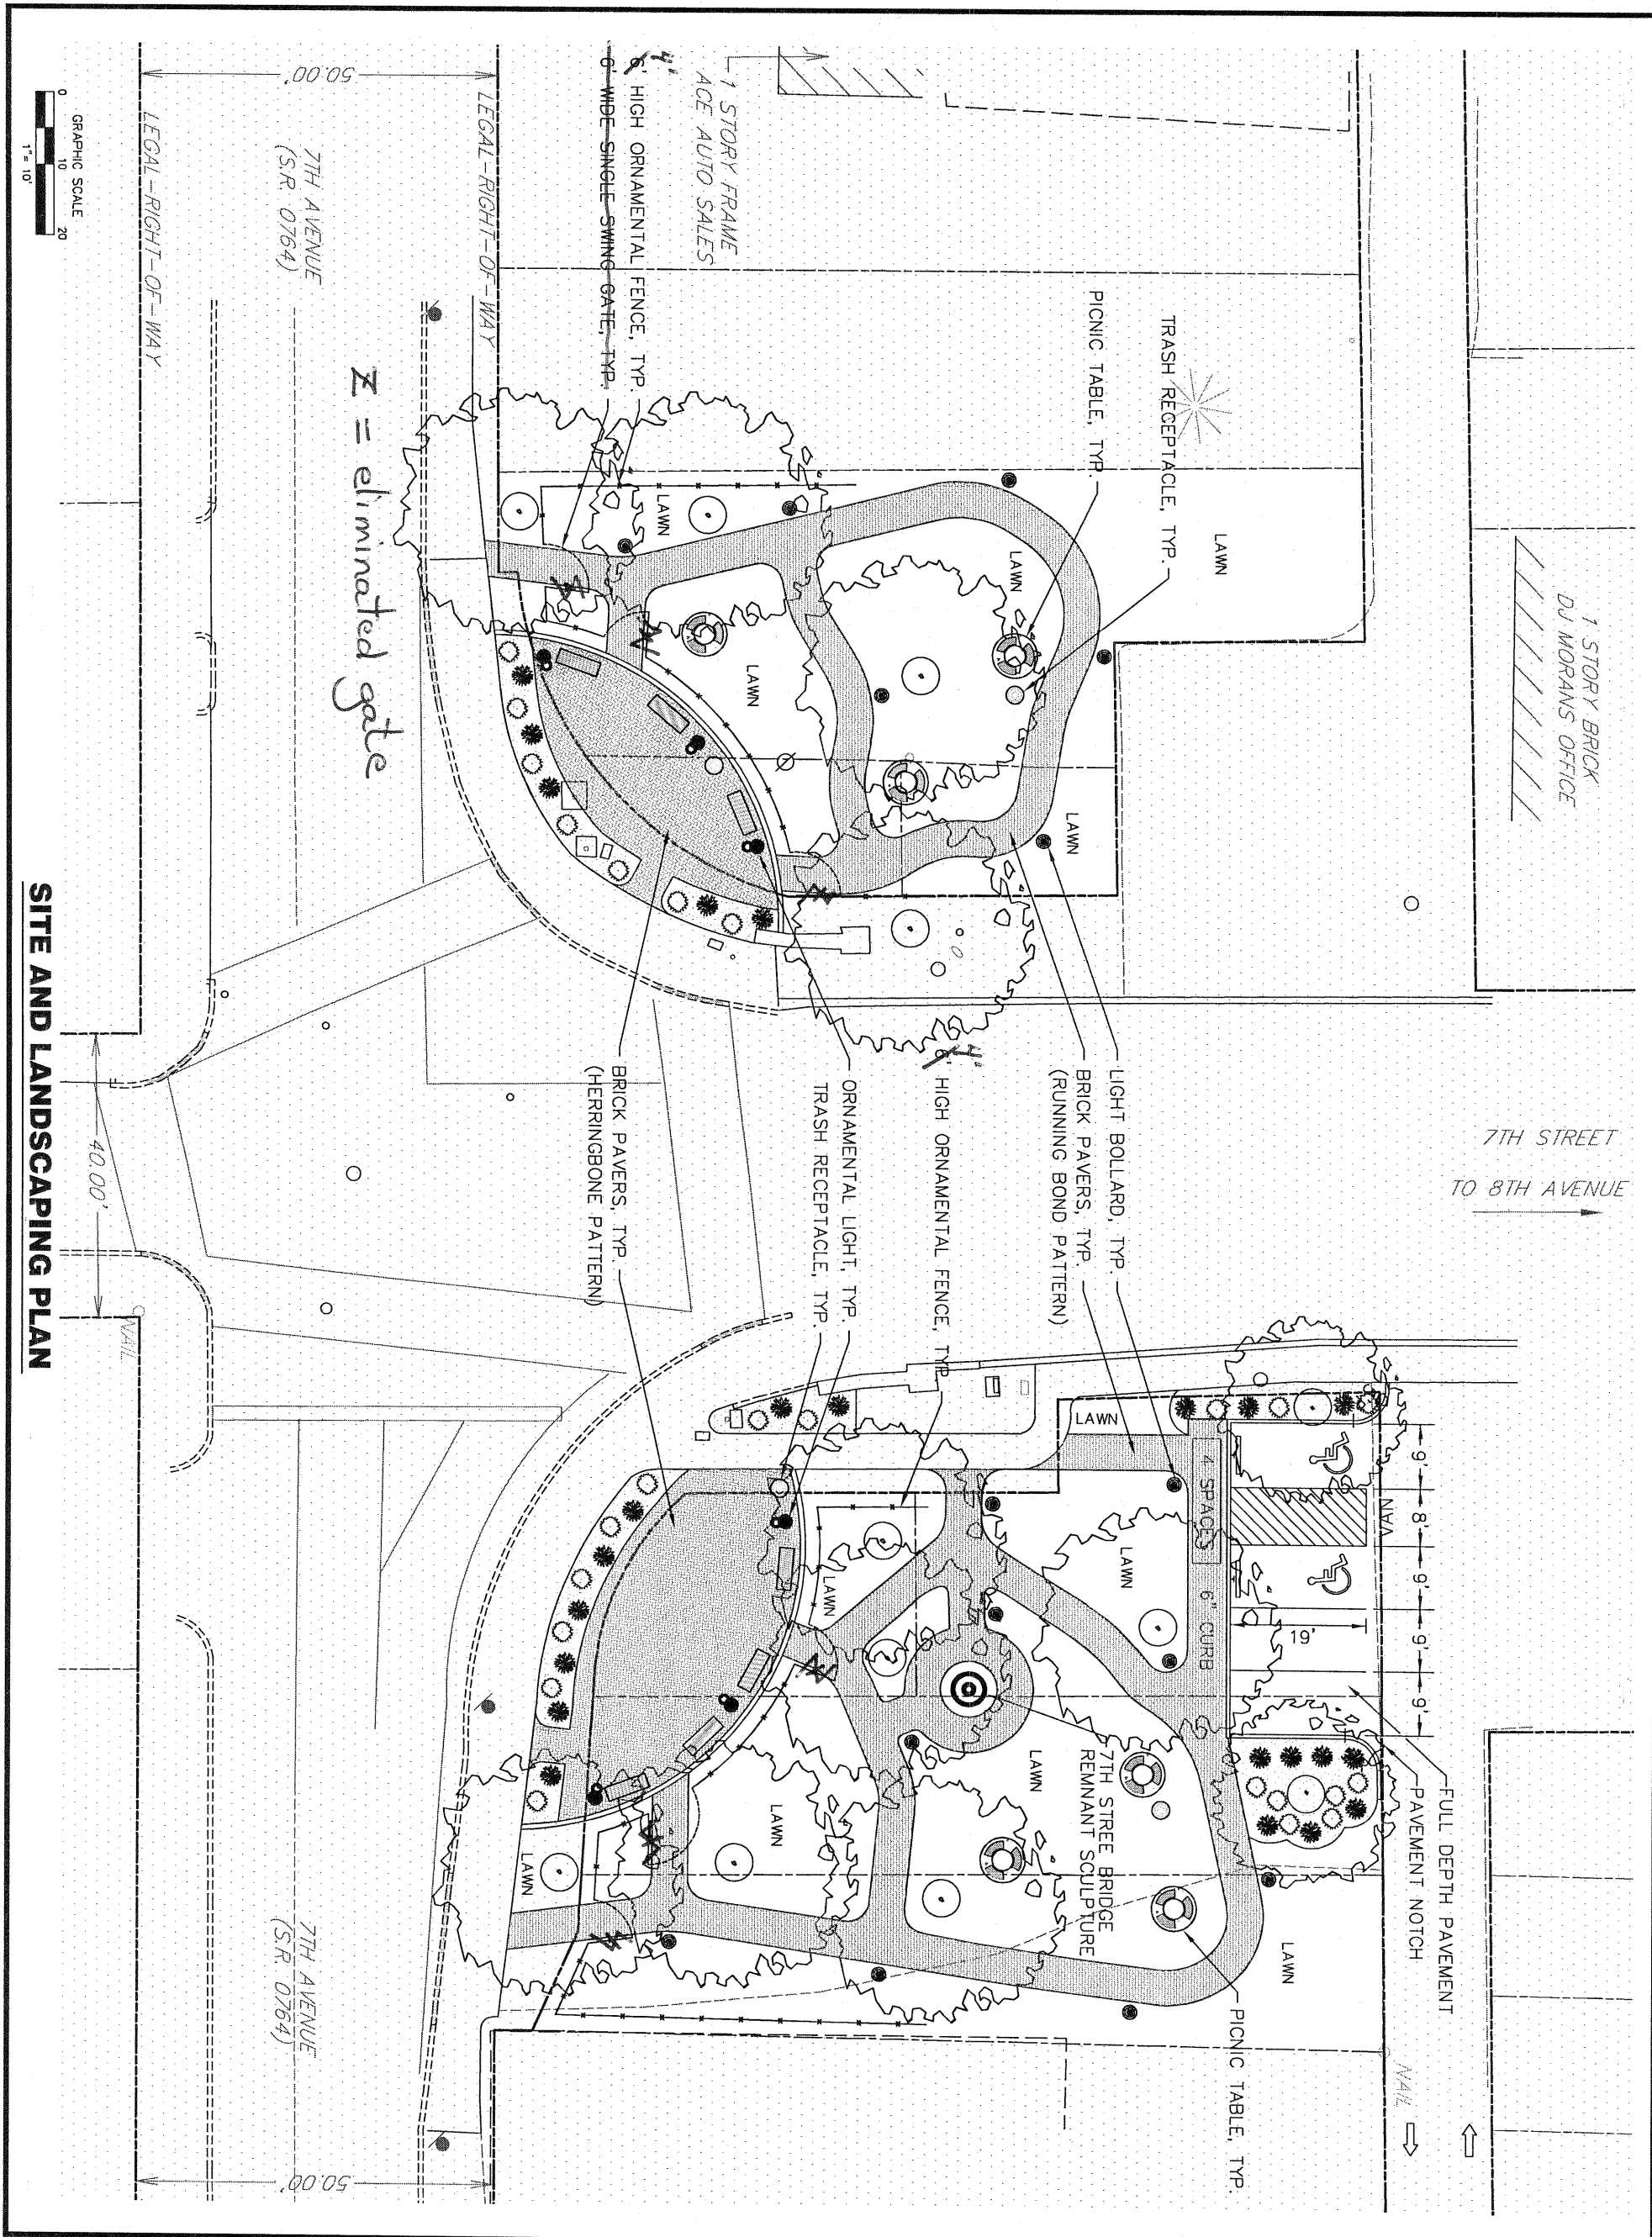 1 STORY BRICK
DJ MORANS OFFICE
7TH STREET
TO 8TH AVENUE
1 STORY FRAME
ACE AUTO SALES
6' 4' HIGH ORNAMENTAL FENCE, TYP.
6' WIDE SINGLE SWING GATE, TYP.
TRASH RECEPTACLE, TYP.
PICNIC TABLE, TYP.
LAWN
LAWN
LAWN
LAWN
LAWN
LEGAL-RIGHT-OF-WAY
50.00'
7TH AVENUE
(S.R. 0764)
LEGAL-RIGHT-OF-WAY
GRAPHIC SCALE
0 10 20
1" = 10'
= eliminated gate
LIGHT BOLLARD, TYP.
BRICK PAVERS, TYP.
(RUNNING BOND PATTERN)
6' 4' HIGH ORNAMENTAL FENCE, TYP.
ORNAMENTAL LIGHT, TYP.
TRASH RECEPTACLE, TYP.
BRICK PAVERS, TYP.
(HERRINGBONE PATTERN)
40.00'
NAIL
9'
8'
9'
9'
9'
VAN
19'
4 SPACES
6" CURB
LAWN
LAWN
LAWN
LAWN
LAWN
LAWN
LAWN
FULL DEPTH PAVEMENT
PAVEMENT NOTCH
7TH STREE BRIDGE
REMNANT SCULPTURE
PICNIC TABLE, TYP.
NAIL
7TH AVENUE
(S.R. 0764)
50.00'
SITE AND LANDSCAPING PLAN